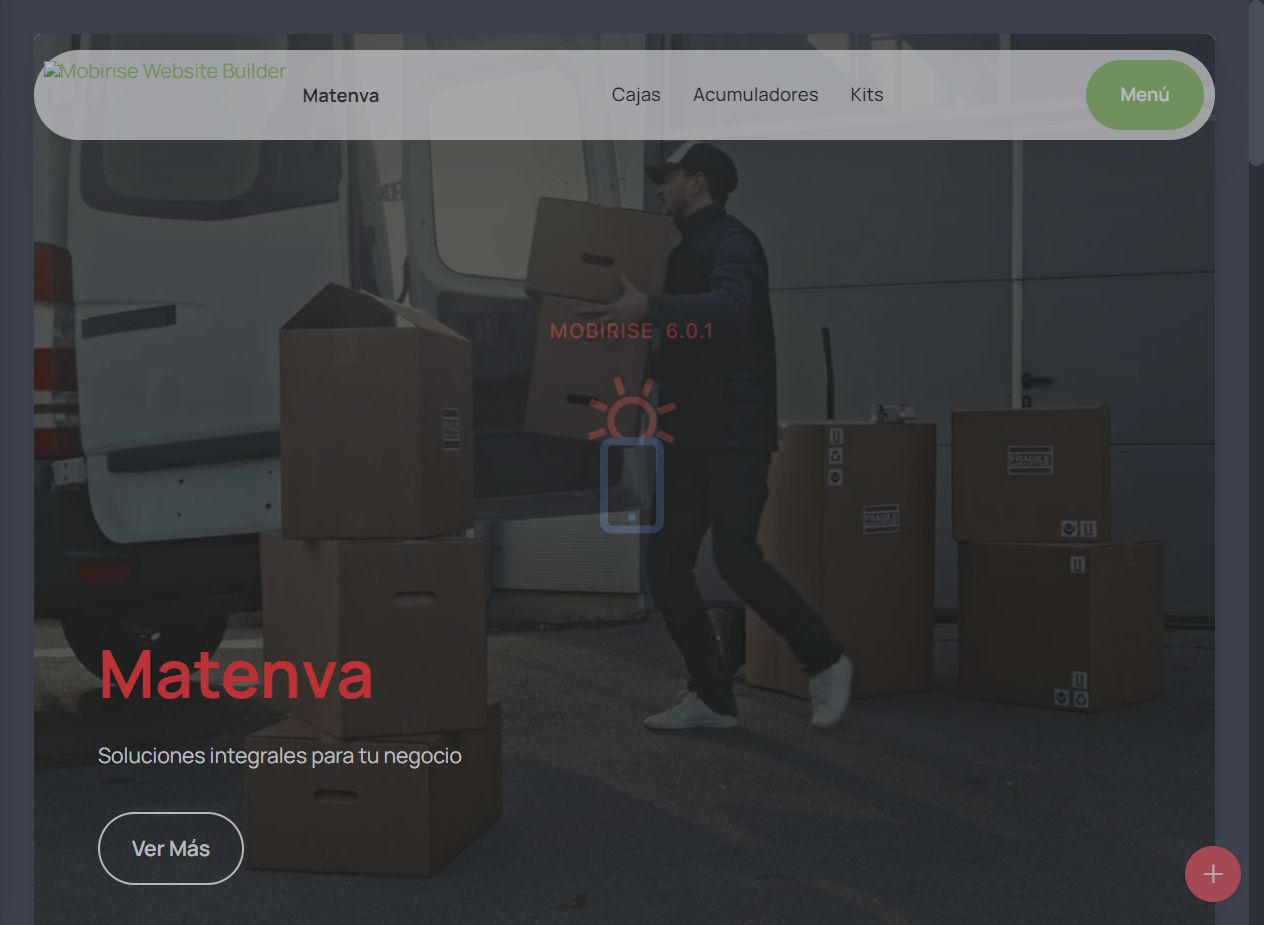 Mobirise Website Builder
Matenva
Cajas
Acumuladores
Kits
Menú
MOBIRISE 6.0.1
FRAGILE
FRAGILE
Matenva
Soluciones integrales para tu negocio
Ver Más